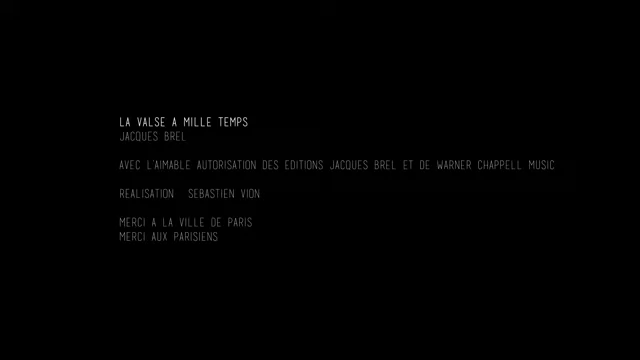 LA VALSE A MILLE TEMPS
JACQUES BREL
AVEC L'AIMABLE AUTORISATION DES EDITIONS JACQUES BREL ET DE WARNER CHAPPELL MUSIC
REALISATION SEBASTIEN VION
MERCI A LA VILLE DE PARIS
MERCI AUX PARISIENS